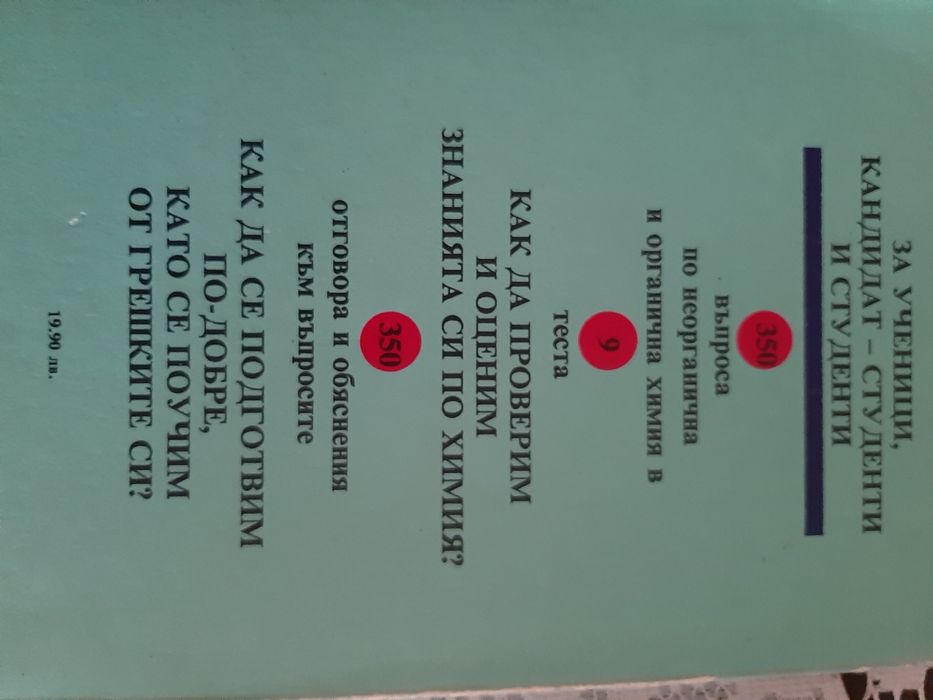 ЗА УЧЕНИЦИ,
КАНДИДАТ – СТУДЕНТИ
И СТУДЕНТИ
350
въпроса
по неорганична
и органична химия в
9
теста
КАК ДА ПРОВЕРИМ
И ОЦЕНИМ
ЗНАНИЯТА СИ ПО ХИМИЯ?
350
отговора и обяснения
към въпросите
КАК ДА СЕ ПОДГОТВИМ
ПО-ДОБРЕ,
КАТО СЕ ПОУЧИМ
ОТ ГРЕШКИТЕ СИ?
19.90 лв.